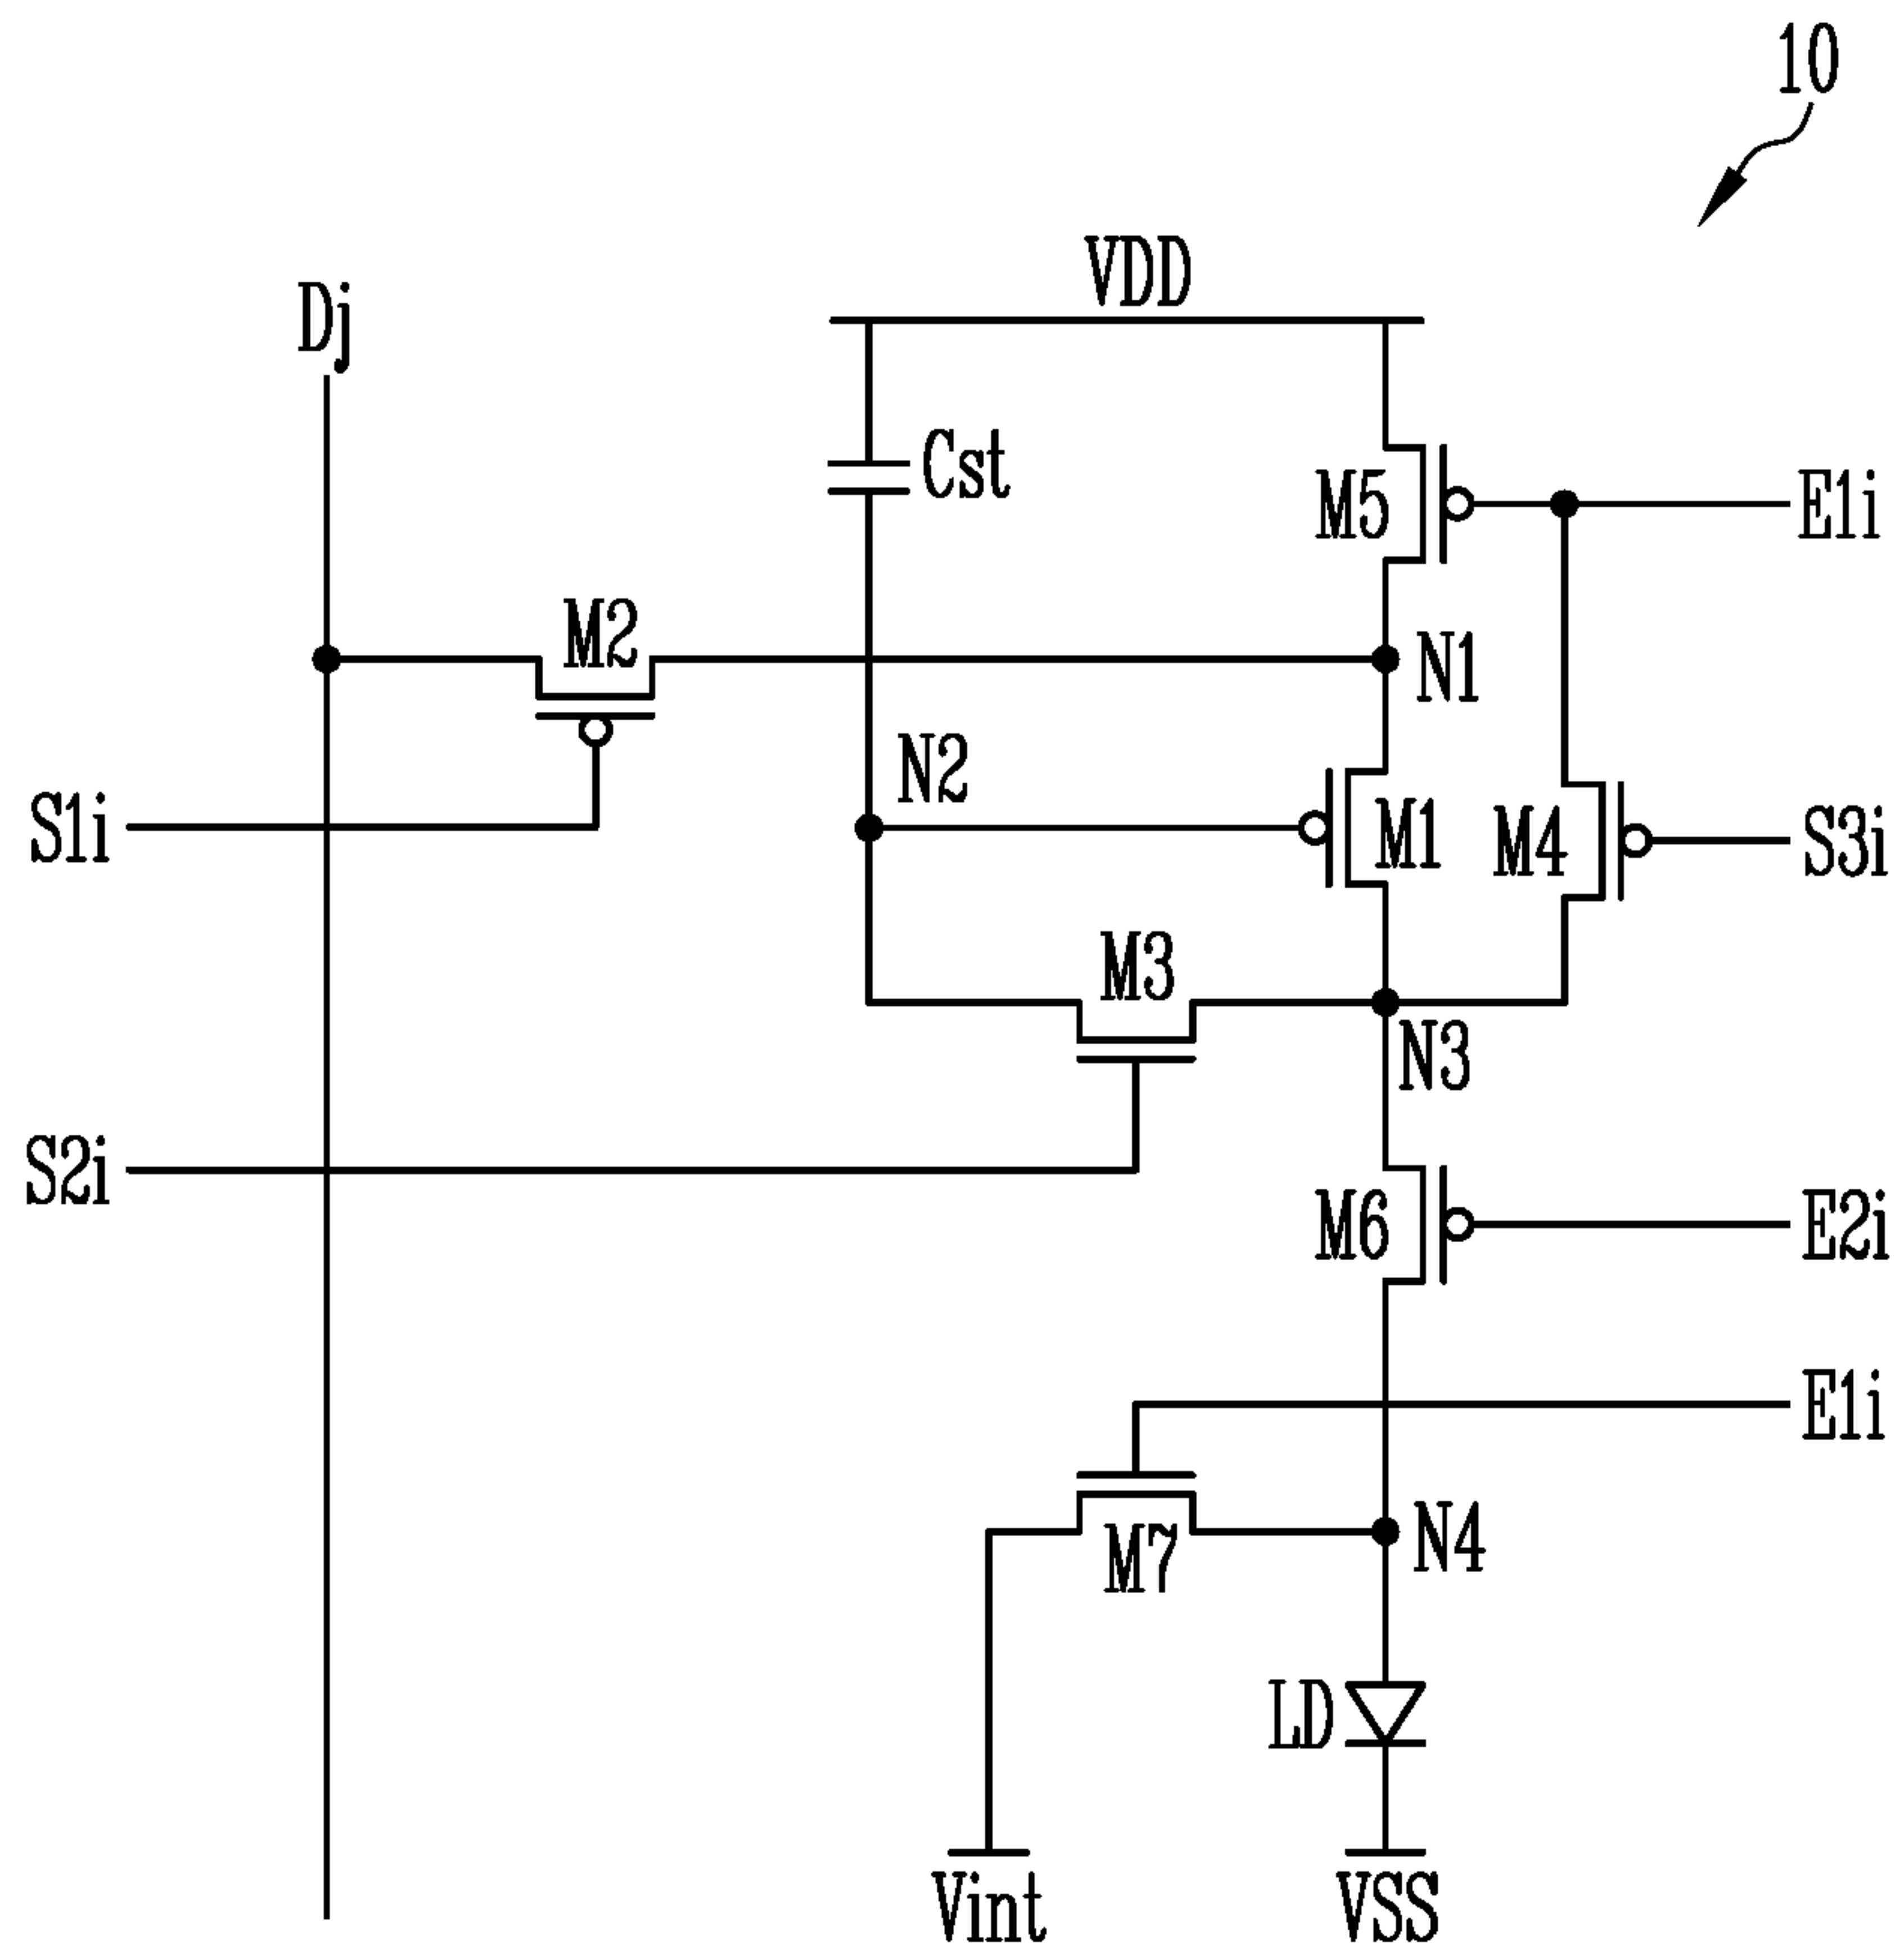 10
VDD
Dj
Cst
M5
E1i
M2
N1
N2
S1i
M1
M4
S3i
M3
N3
S2i
M6
E2i
E1i
N4
M7
LD
Vint
VSS